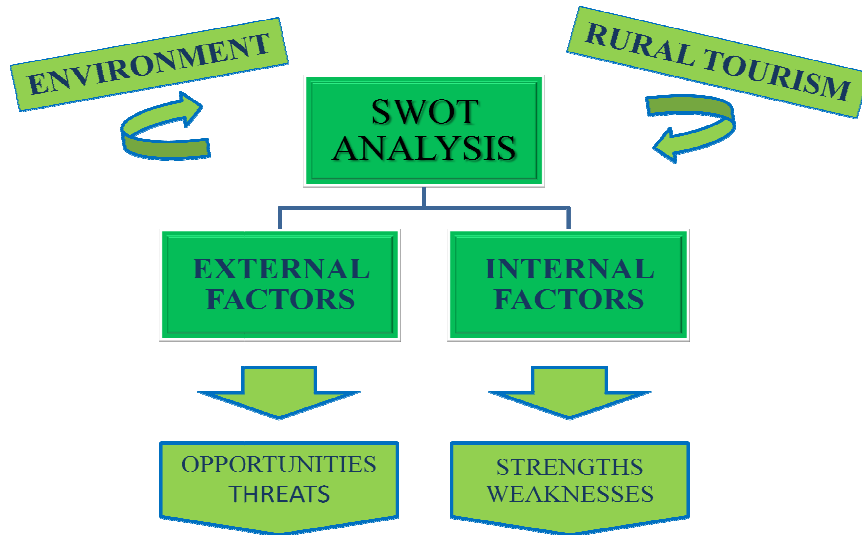 ENVIRONMENT
RURAL TOURISM
SWOT
ANALYSIS
EXTERNAL
FACTORS
INTERNAL
FACTORS
OPPORTUNITIES
THREATS
STRENGTHS
WEAKNESSES